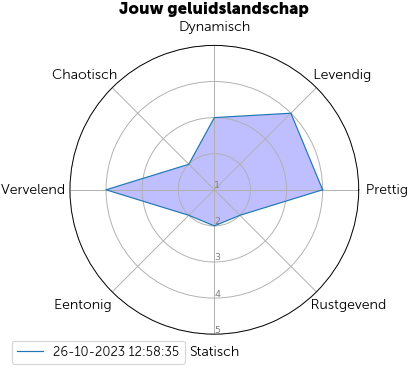 Jouw geluidslandschap
Dynamisch
Chaotisch
Levendig
Vervelend
Prettig
1
2
3
4
5
Eentonig
Rustgevend
26-10-2023 12:58:35
Statisch